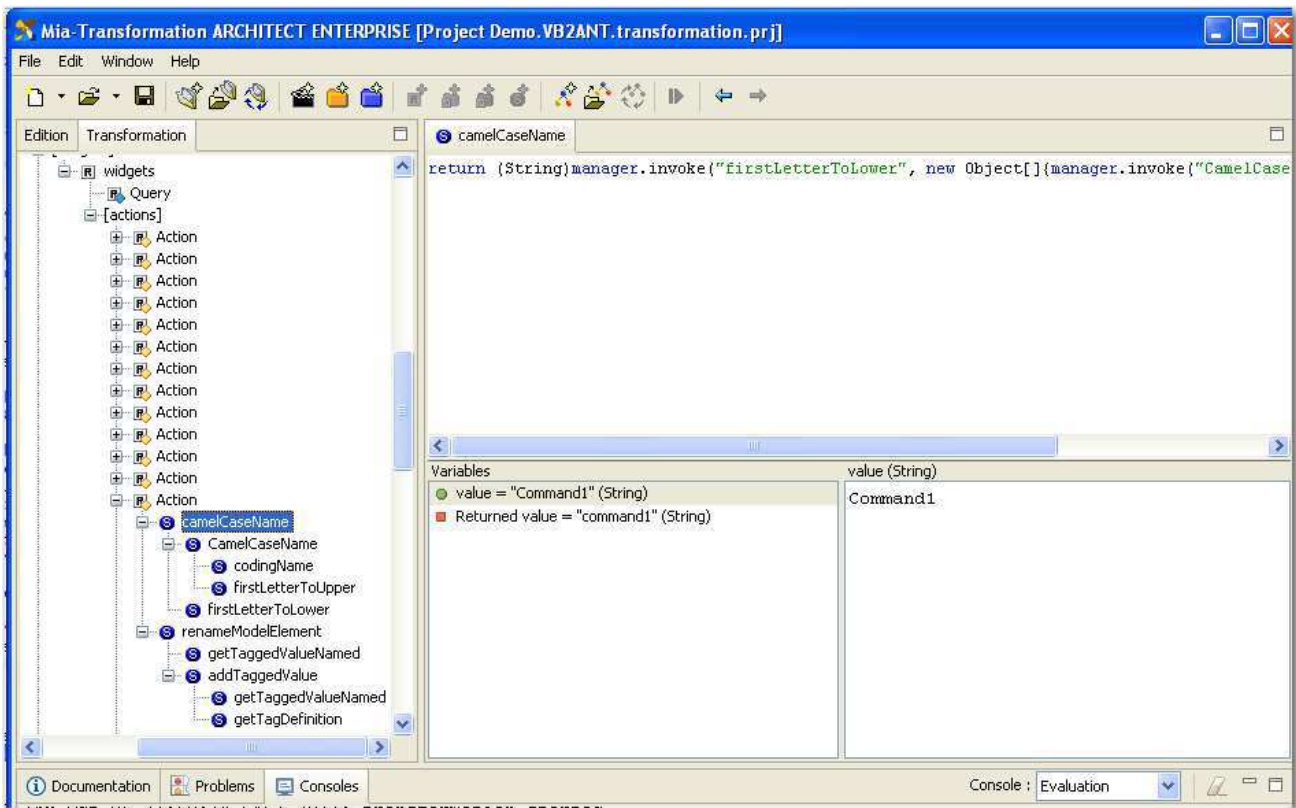 Mia-Transformation ARCHITECT ENTERPRISE [Project Demo.VB2ANT.transformation.prj]
File Edit Window Help
Edition Transformation
camelCaseName
widgets
Query
[actions]
Action
Action
Action
Action
Action
Action
Action
Action
Action
Action
Action
Action
Action
camelCaseName
CamelCaseName
codingName
firstLetterToUpper
firstLetterToLower
renameModelElement
getTaggedValueNamed
addTaggedValue
getTaggedValueNamed
getTagDefinition
return (String)manager.invoke("firstLetterToLower", new Object[]{manager.invoke("CamelCase
Variables
value = "Command1" (String)
Returned value = "command1" (String)
value (String)
Command1
Documentation Problems Consoles
Console : Evaluation